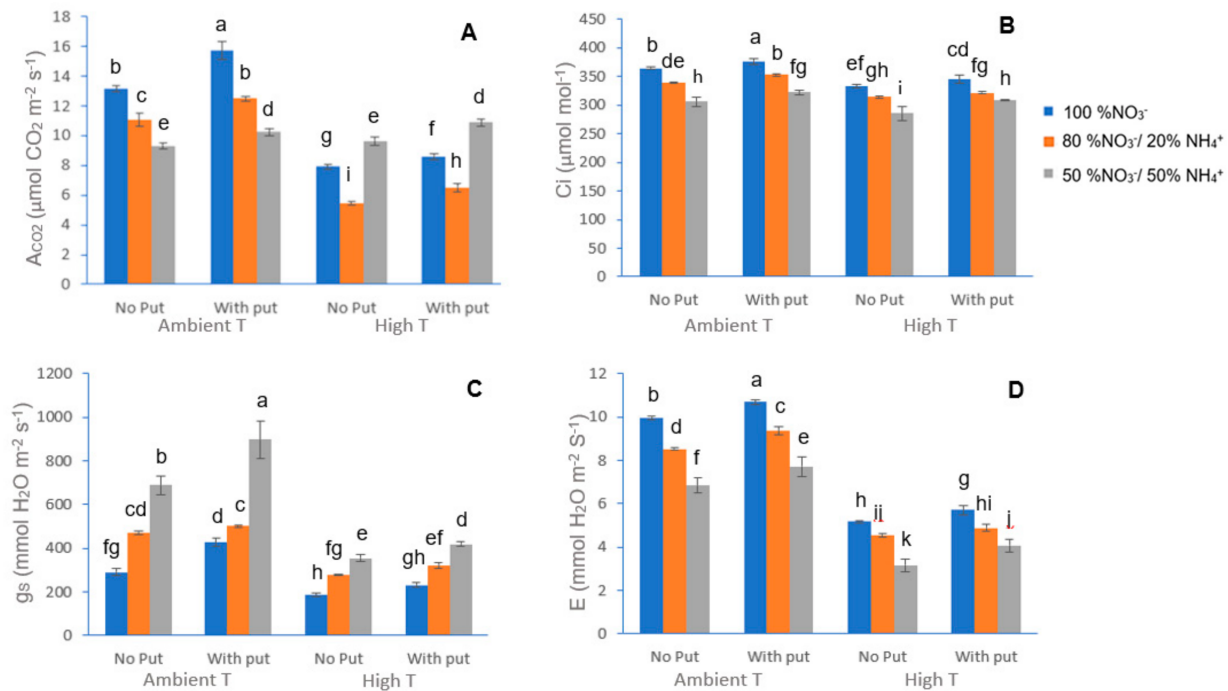 A
A_CO2 (μmol CO₂ m⁻² s⁻¹)
18
16
14
12
10
8
6
4
2
0
b c e
a b d
g i e
f h d
No Put With put No Put With put
Ambient T High T
B
Ci (μmol mol⁻¹)
450
400
350
300
250
200
150
100
50
0
b de h
a b fg
ef gh i
cd fg h
No Put With put No Put With put
Ambient T High T
100 %NO₃⁻
80 %NO₃⁻/ 20% NH₄⁺
50 %NO₃⁻/ 50% NH₄⁺
C
gs (mmol H₂O m⁻² s⁻¹)
1200
1000
800
600
400
200
0
fg cd b
d c a
h fg e
gh ef d
No Put With put No Put With put
Ambient T High T
D
E (mmol H₂O m⁻² S⁻¹)
12
10
8
6
4
2
0
b d f
a c e
h ij k
g hi j
No Put With put No Put With put
Ambient T High T